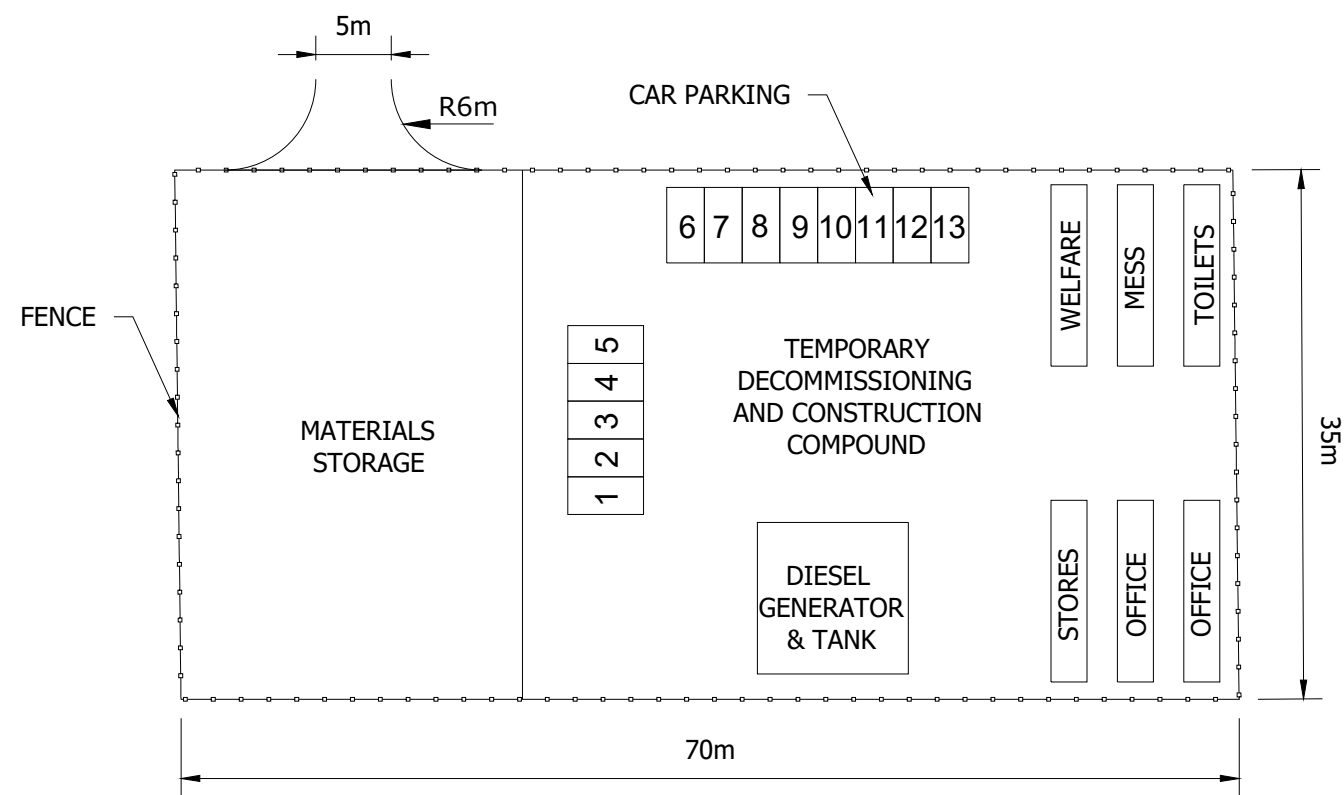 5m
R6m
CAR PARKING
6 7 8 9 10 11 12 13
WELFARE
MESS
TOILETS
FENCE
5
4
3
2
1
TEMPORARY
DECOMMISSIONING
AND CONSTRUCTION
COMPOUND
MATERIALS
STORAGE
35m
DIESEL
GENERATOR
& TANK
STORES
OFFICE
OFFICE
70m